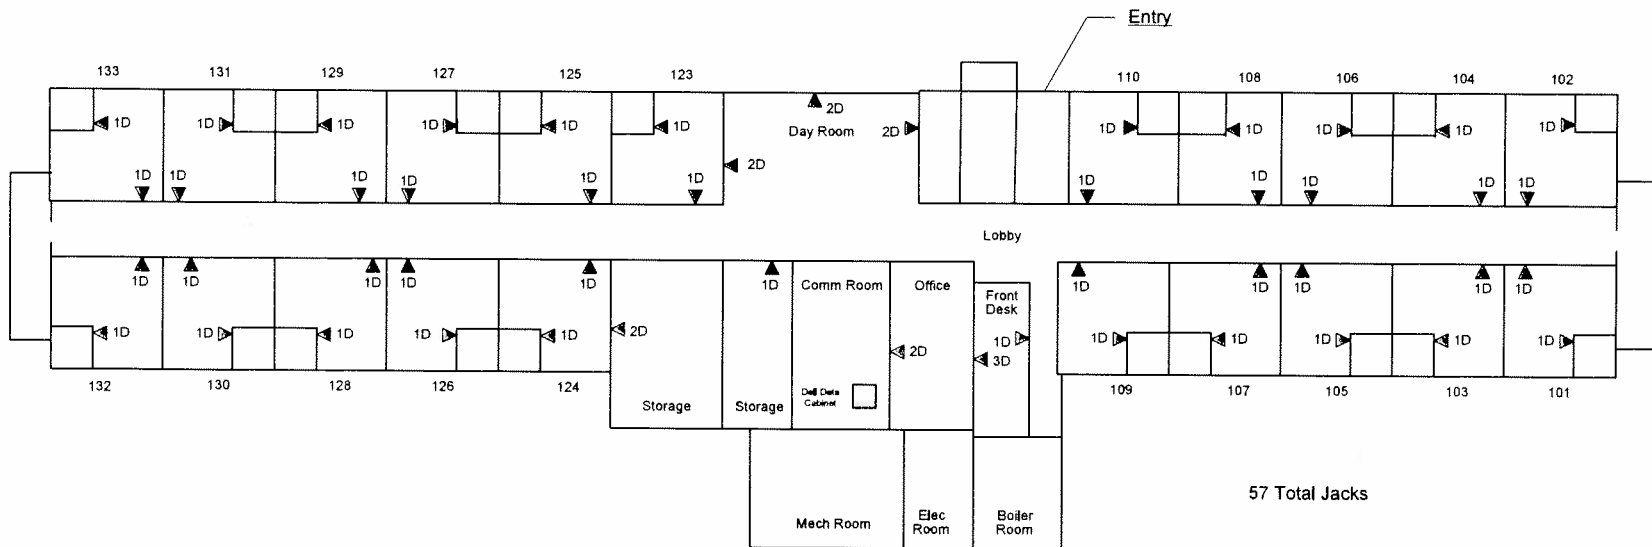 Entry
133 131 129 127 125 123 110 108 106 104 102
1D 1D 1D 1D 1D 1D 2D 2D 1D 1D 1D 1D 1D
Day Room
2D
1D 1D 1D 1D 1D 1D 1D 1D 1D 1D 1D
Lobby
1D 1D 1D 1D 1D 1D 1D 1D 1D 1D 1D
Comm Room Office
Front
Desk
1D 1D 1D 1D 1D 2D 2D 1D 1D 1D 1D 1D 1D
3D
132 130 128 126 124 109 107 105 103 101
Dell Data
Cabinet
Storage Storage
57 Total Jacks
Mech Room
Elec
Room
Boiler
Room